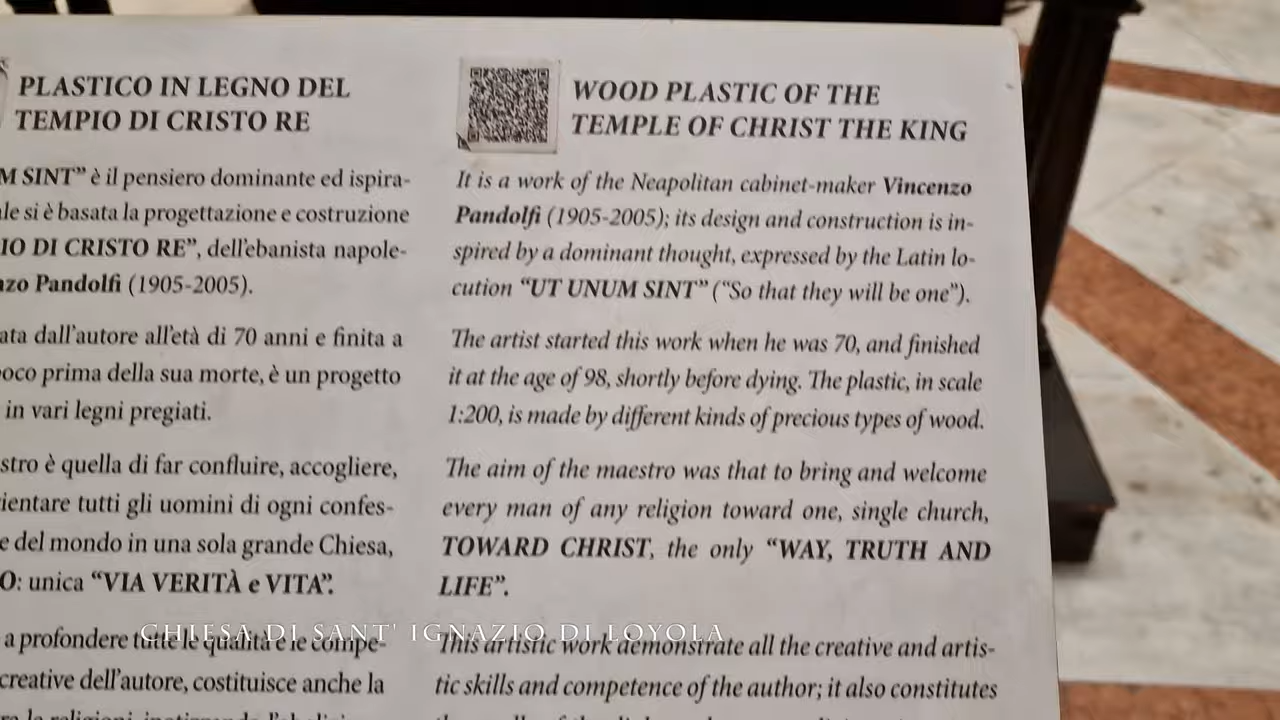 PLASTICO IN LEGNO DEL
TEMPIO DI CRISTO RE
M SINT” è il pensiero dominante ed ispira-
le si è basata la progettazione e costruzione
IO DI CRISTO RE”, dell’ebanista napole-
nzo Pandolfi (1905-2005).
ata dall’autore all’età di 70 anni e finita a
poco prima della sua morte, è un progetto
in vari legni pregiati.
stro è quella di far confluire, accogliere,
ientare tutti gli uomini di ogni confes-
e del mondo in una sola grande Chiesa,
O: unica “VIA VERITÀ e VITA”.
a profondere tutte le qualità e le compe-
creative dell’autore, costituisce anche la
WOOD PLASTIC OF THE
TEMPLE OF CHRIST THE KING
It is a work of the Neapolitan cabinet-maker Vincenzo
Pandolfi (1905-2005); its design and construction is in-
spired by a dominant thought, expressed by the Latin lo-
cution “UT UNUM SINT” (“So that they will be one”).
The artist started this work when he was 70, and finished
it at the age of 98, shortly before dying. The plastic, in scale
1:200, is made by different kinds of precious types of wood.
The aim of the maestro was that to bring and welcome
every man of any religion toward one, single church,
TOWARD CHRIST, the only “WAY, TRUTH AND
LIFE”.
This artistic work demonstrate all the creative and artis-
tic skills and competence of the author; it also constitutes
CHIESA DI SANT' IGNAZIO DI LOYOLA